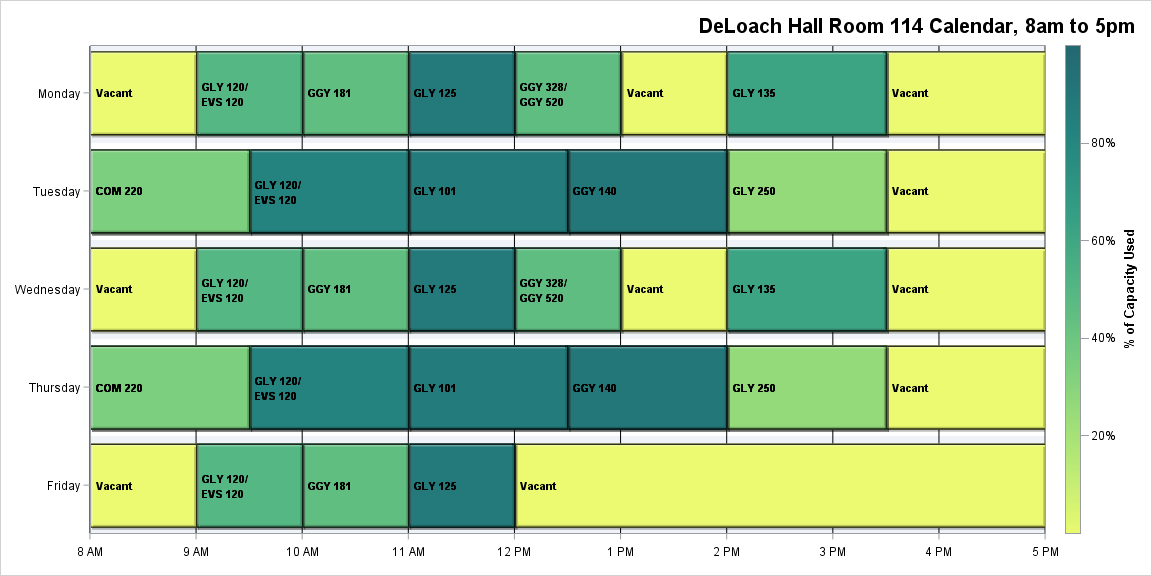 DeLoach Hall Room 114 Calendar, 8am to 5pm
Monday
Vacant
GLY 120/
EVS 120
GGY 181
GLY 125
GGY 328/
GGY 520
Vacant
GLY 135
Vacant
Tuesday
COM 220
GLY 120/
EVS 120
GLY 101
GGY 140
GLY 250
Vacant
Wednesday
Vacant
GLY 120/
EVS 120
GGY 181
GLY 125
GGY 328/
GGY 520
Vacant
GLY 135
Vacant
Thursday
COM 220
GLY 120/
EVS 120
GLY 101
GGY 140
GLY 250
Vacant
Friday
Vacant
GLY 120/
EVS 120
GGY 181
GLY 125
Vacant
8 AM
9 AM
10 AM
11 AM
12 PM
1 PM
2 PM
3 PM
4 PM
5 PM
80%
60%
40%
20%
% of Capacity Used